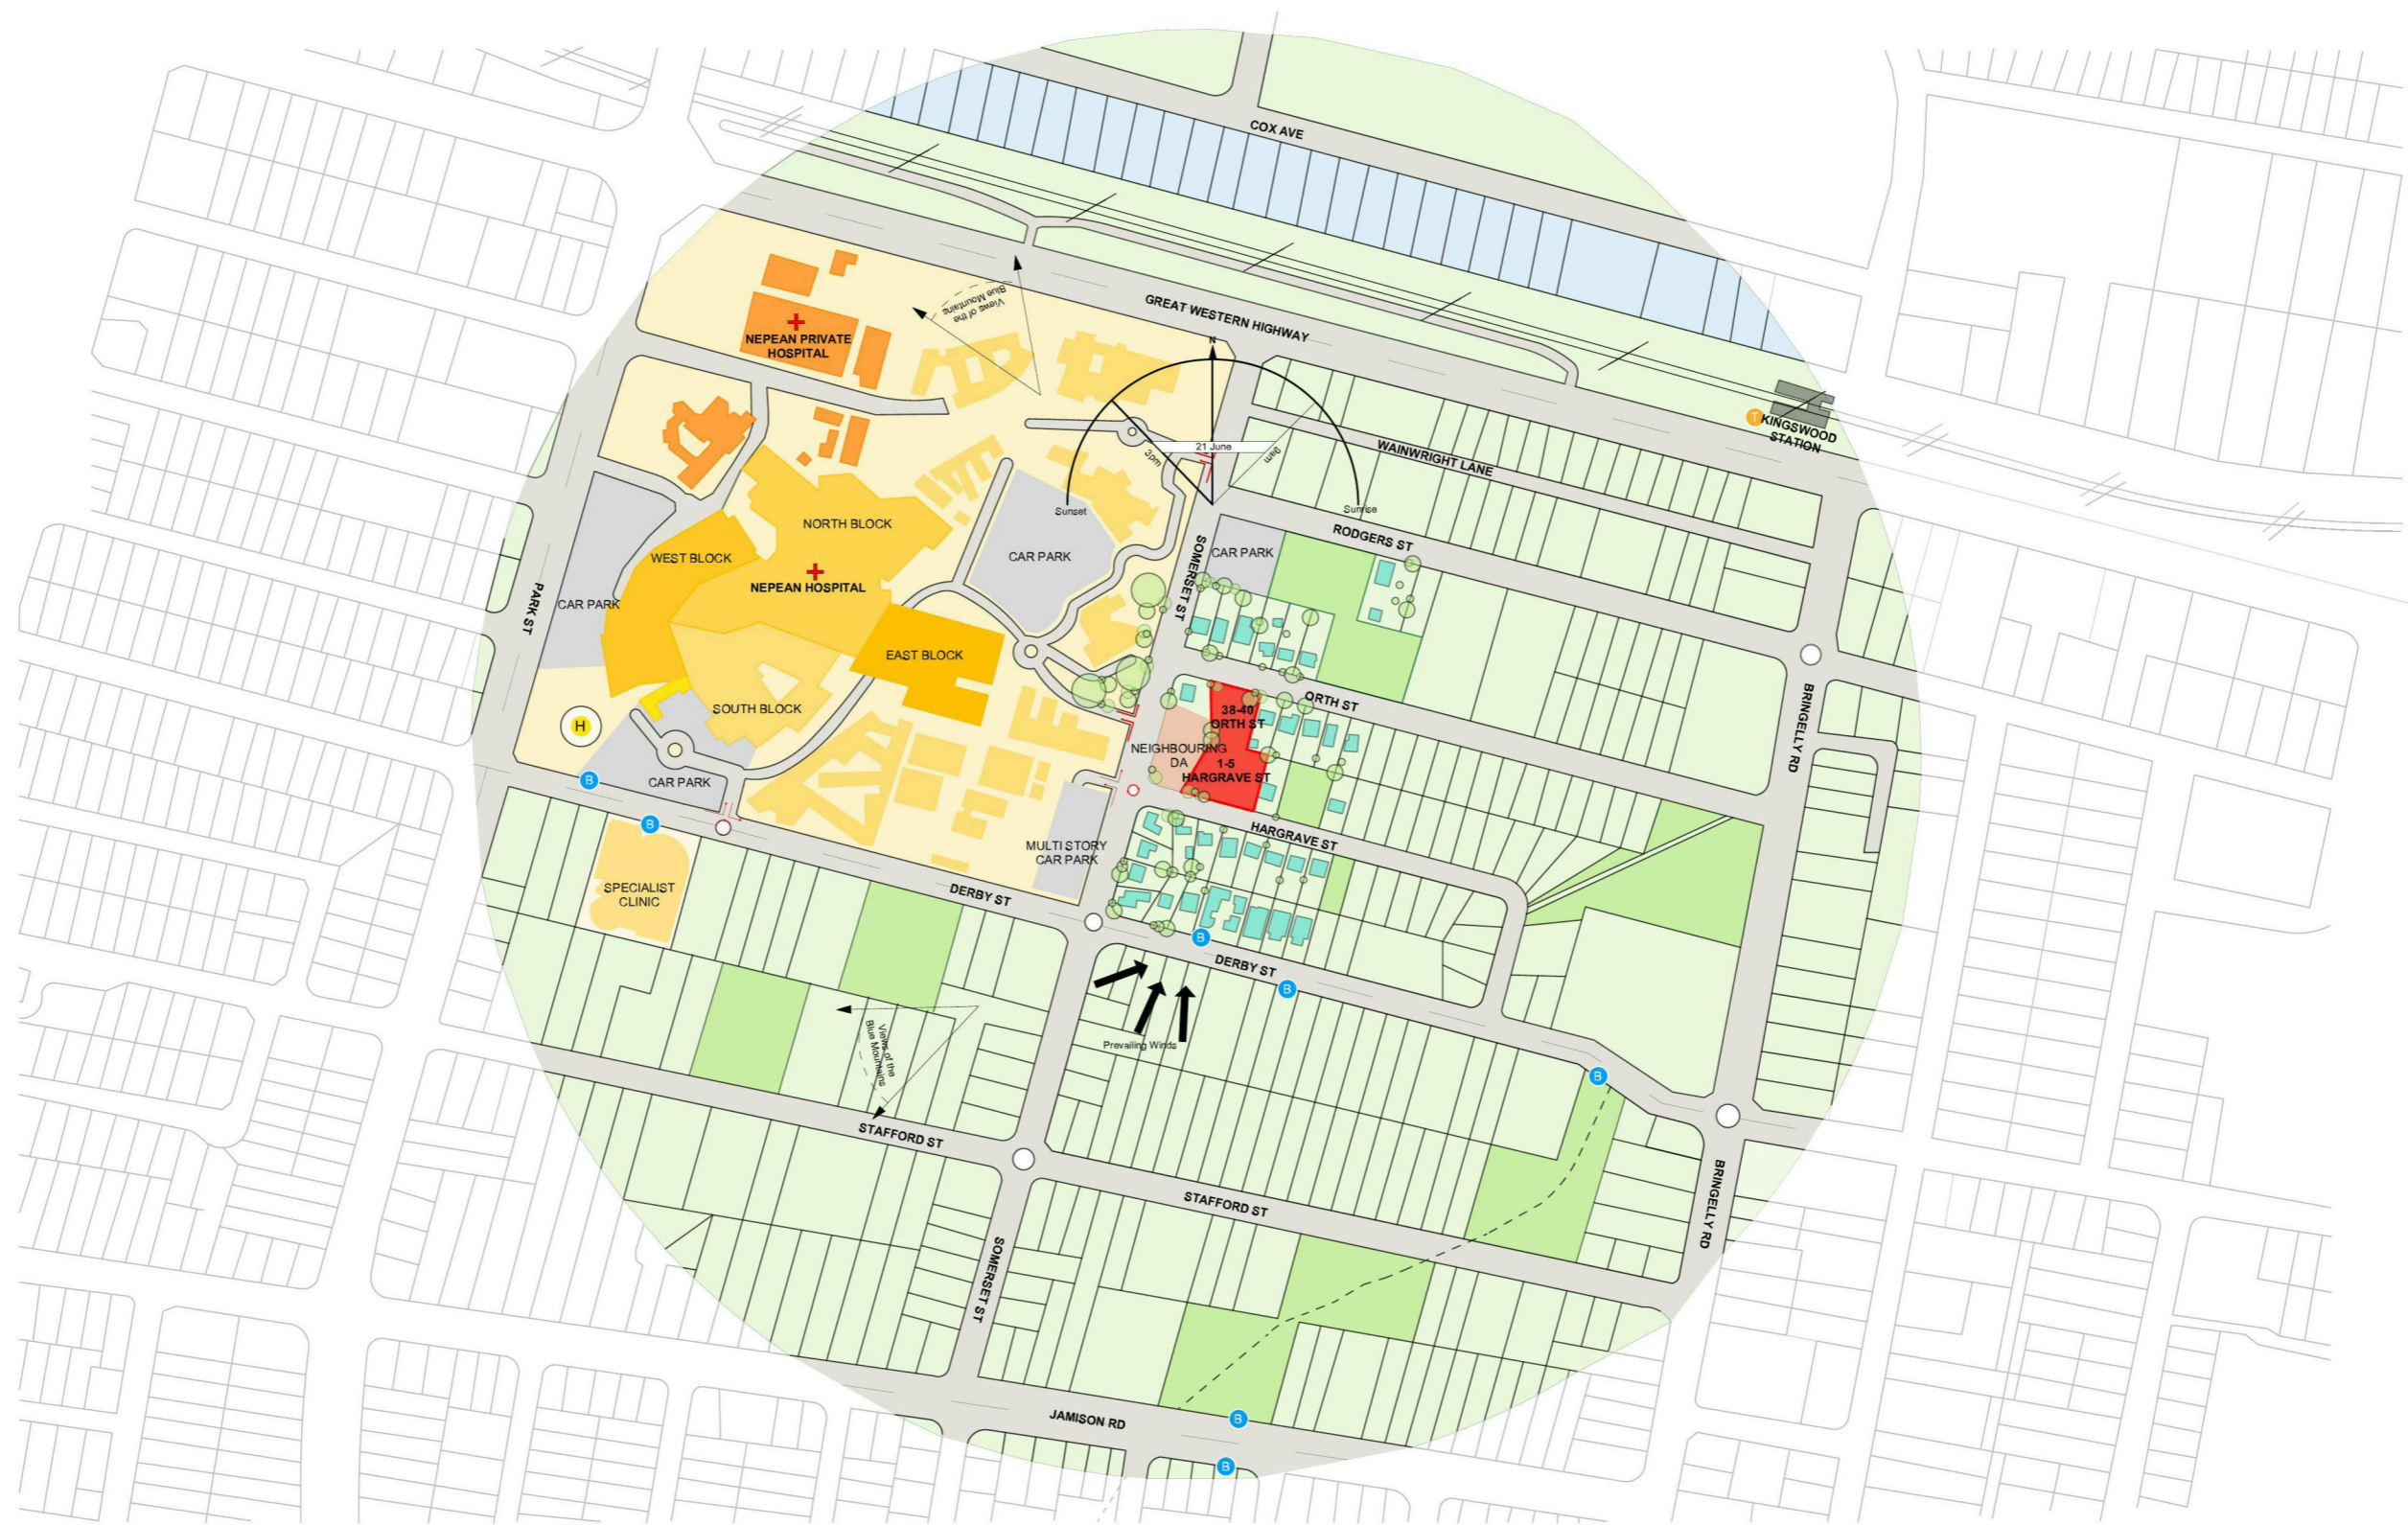 COX AVE
GREAT WESTERN HIGHWAY
Views of the
Blue Mountains
NEPEAN PRIVATE
HOSPITAL
N
21 June
3pm
9am
Sunset
Sunrise
WAINWRIGHT LANE
T
KINGSWOOD
STATION
NORTH BLOCK
WEST BLOCK
CAR PARK
CAR PARK
RODGERS ST
SOMERSET ST
NEPEAN HOSPITAL
PARK ST
CAR PARK
EAST BLOCK
SOUTH BLOCK
H
B
CAR PARK
B
38-40
ORTH ST
ORTH ST
NEIGHBOURING
DA
1-5
HARGRAVE ST
BRINGELLY RD
HARGRAVE ST
MULTI STORY
CAR PARK
SPECIALIST
CLINIC
DERBY ST
B
DERBY ST
B
Prevailing Winds
Views of the
Blue Mountains
B
STAFFORD ST
STAFFORD ST
BRINGELLY RD
SOMERSET ST
JAMISON RD
B
B